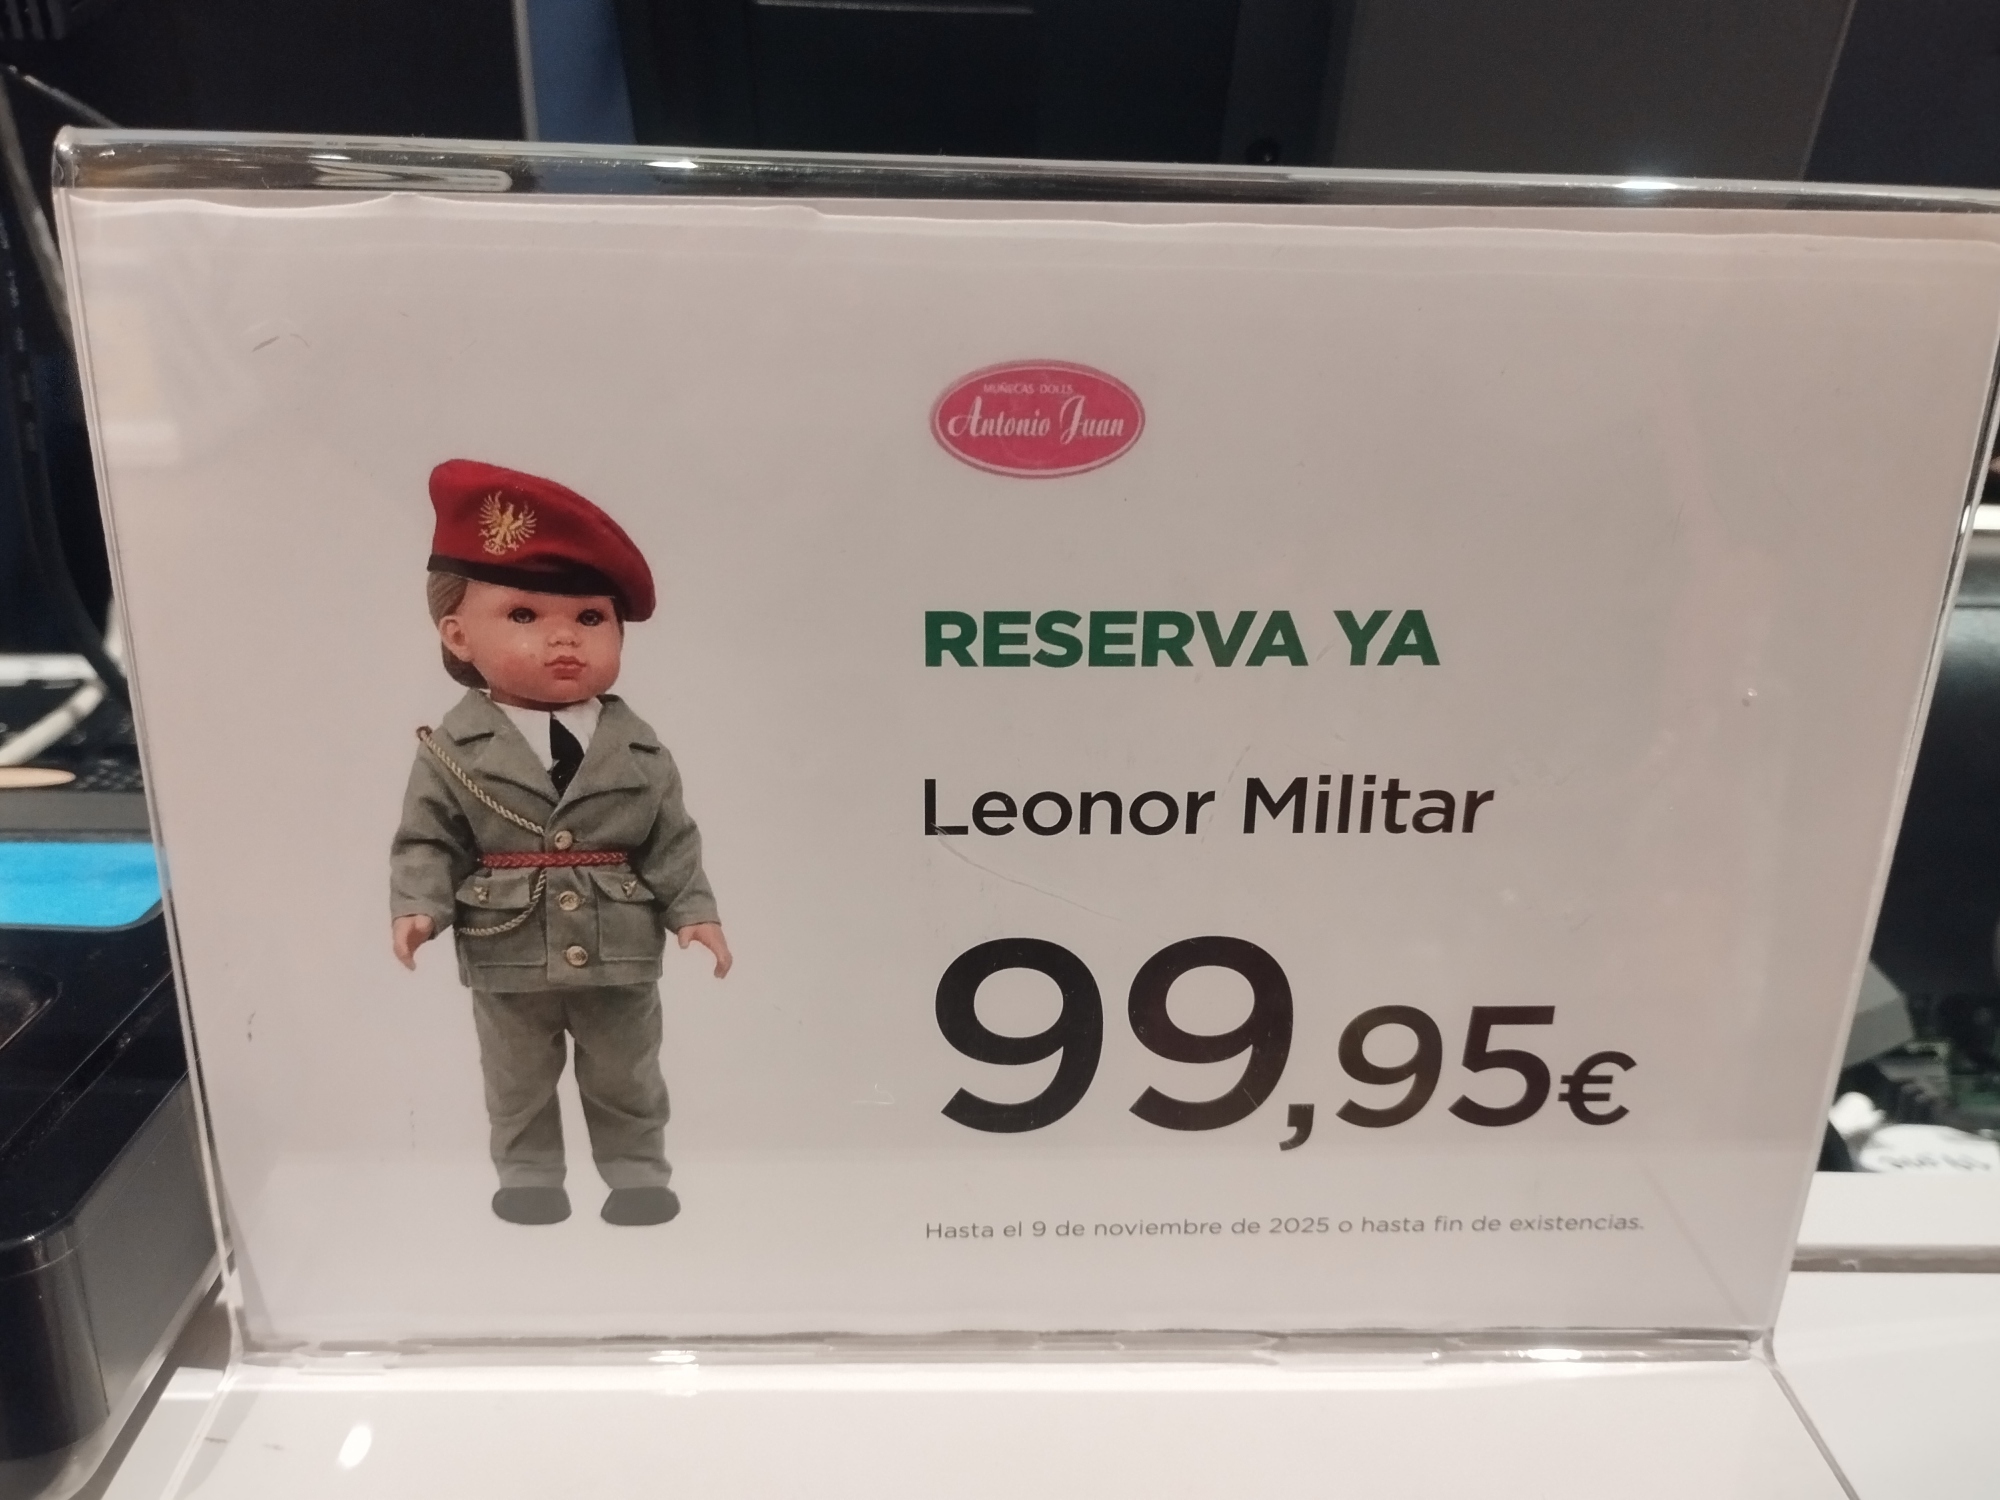 MUÑECAS - DOLLS
Antonio Juan
RESERVA YA
Leonor Militar
99,95€
Hasta el 9 de noviembre de 2025 o hasta fin de existencias.